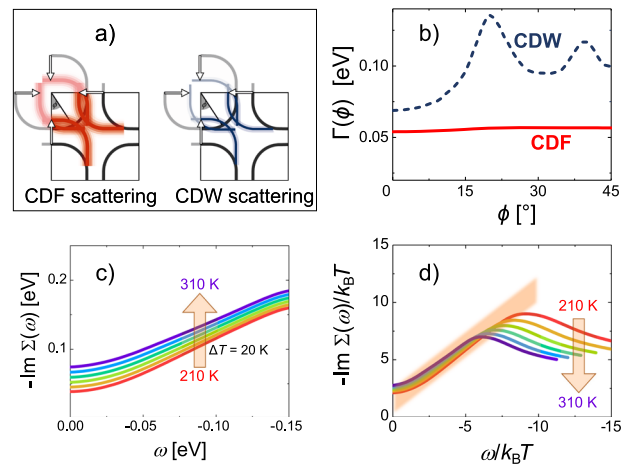 a)
CDF scattering
CDW scattering
b)
CDW
CDF
Γ(ϕ) [eV]
0.10
0.05
0
15
30
45
ϕ [°]
c)
310 K
ΔT = 20 K
210 K
-Im Σ(ω) [eV]
0.2
0.1
0.00
-0.05
-0.10
-0.15
ω [eV]
d)
210 K
310 K
-Im Σ(ω)/kBT
15
10
5
0
0
-5
-10
-15
ω/kBT